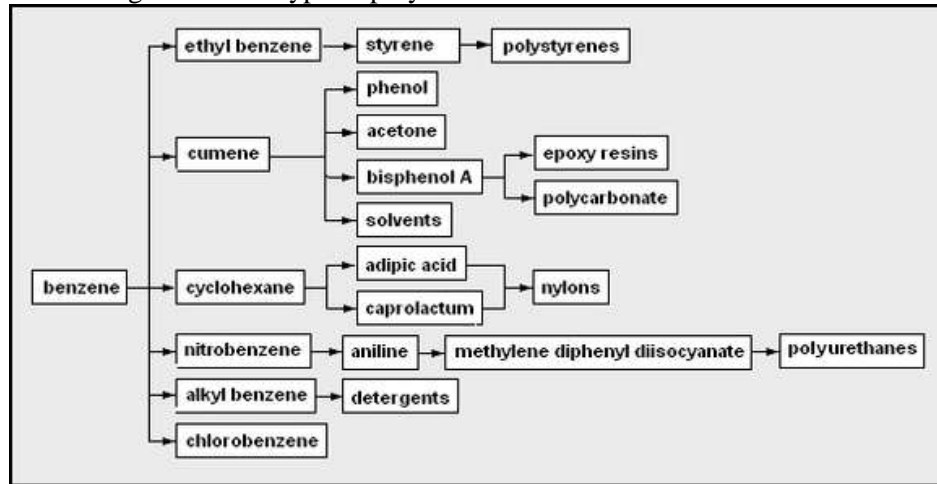 ethyl benzene
styrene
polystyrenes
phenol
acetone
cumene
bisphenol A
epoxy resins
polycarbonate
solvents
benzene
cyclohexane
adipic acid
caprolactum
nylons
nitrobenzene
aniline
methylene diphenyl diisocyanate
polyurethanes
alkyl benzene
detergents
chlorobenzene